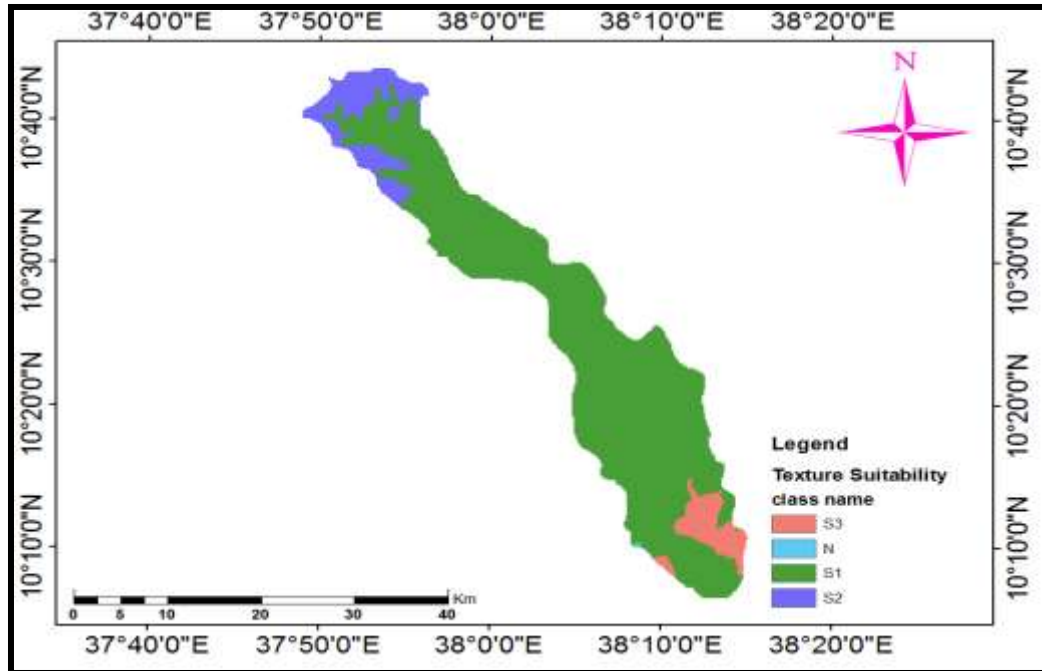 37°40'0"E 37°50'0"E 38°0'0"E 38°10'0"E 38°20'0"E
N
10°40'0"N 10°40'0"N
10°30'0"N 10°30'0"N
10°20'0"N 10°20'0"N
10°10'0"N 10°10'0"N
Legend
Texture Suitability
class name
S3
N
S1
S2
Km
0 5 10 20 30 40
37°40'0"E 37°50'0"E 38°0'0"E 38°10'0"E 38°20'0"E